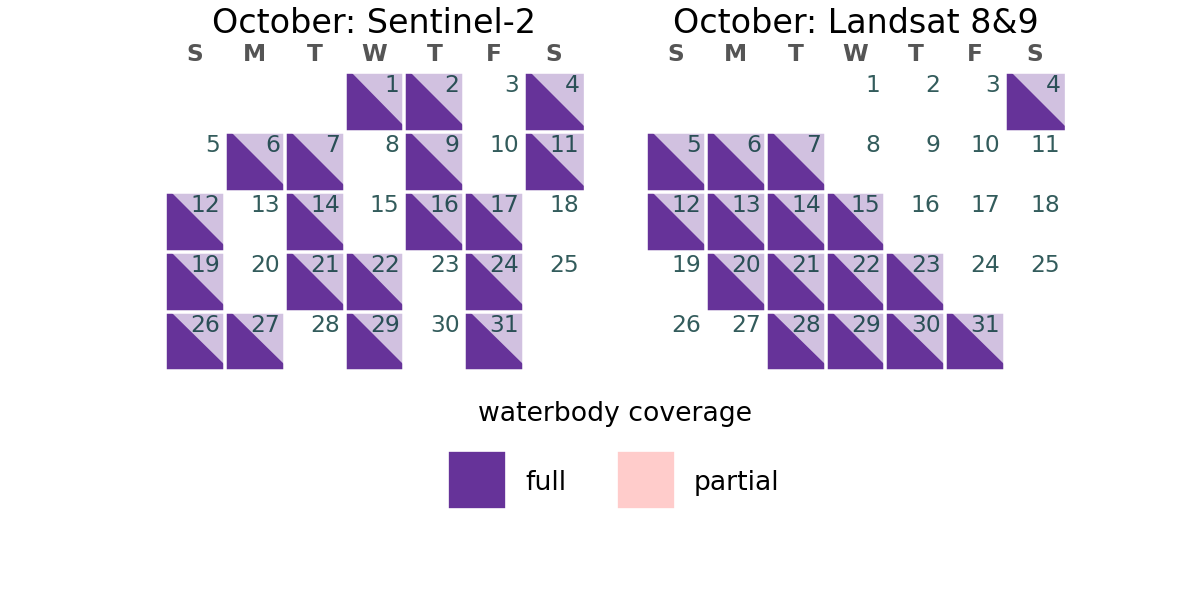 October: Sentinel-2
S M T W T F S
1 2 3 4
5 6 7 8 9 10 11
12 13 14 15 16 17 18
19 20 21 22 23 24 25
26 27 28 29 30 31
October: Landsat 8&9
S M T W T F S
1 2 3 4
5 6 7 8 9 10 11
12 13 14 15 16 17 18
19 20 21 22 23 24 25
26 27 28 29 30 31
waterbody coverage
full partial